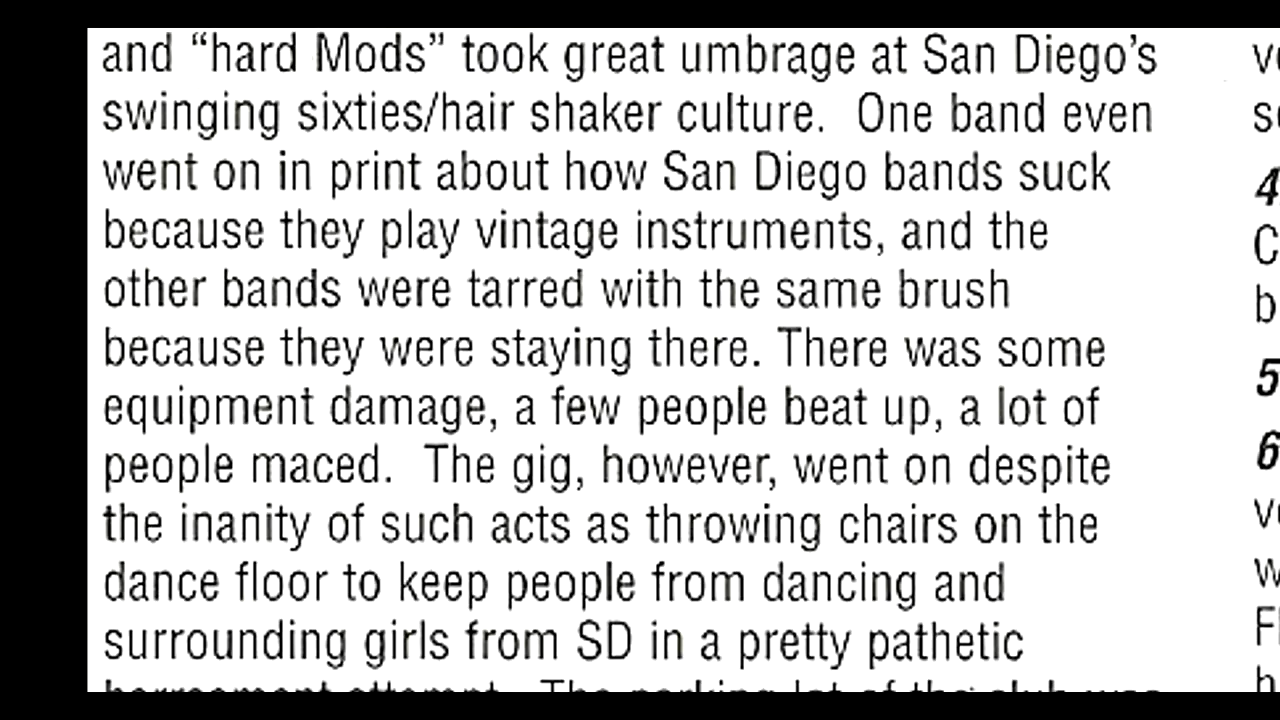 and “hard Mods” took great umbrage at San Diego’s
swinging sixties/hair shaker culture.  One band even
went on in print about how San Diego bands suck
because they play vintage instruments, and the
other bands were tarred with the same brush
because they were staying there. There was some
equipment damage, a few people beat up, a lot of
people maced.  The gig, however, went on despite
the inanity of such acts as throwing chairs on the
dance floor to keep people from dancing and
surrounding girls from SD in a pretty pathetic
4
5
6